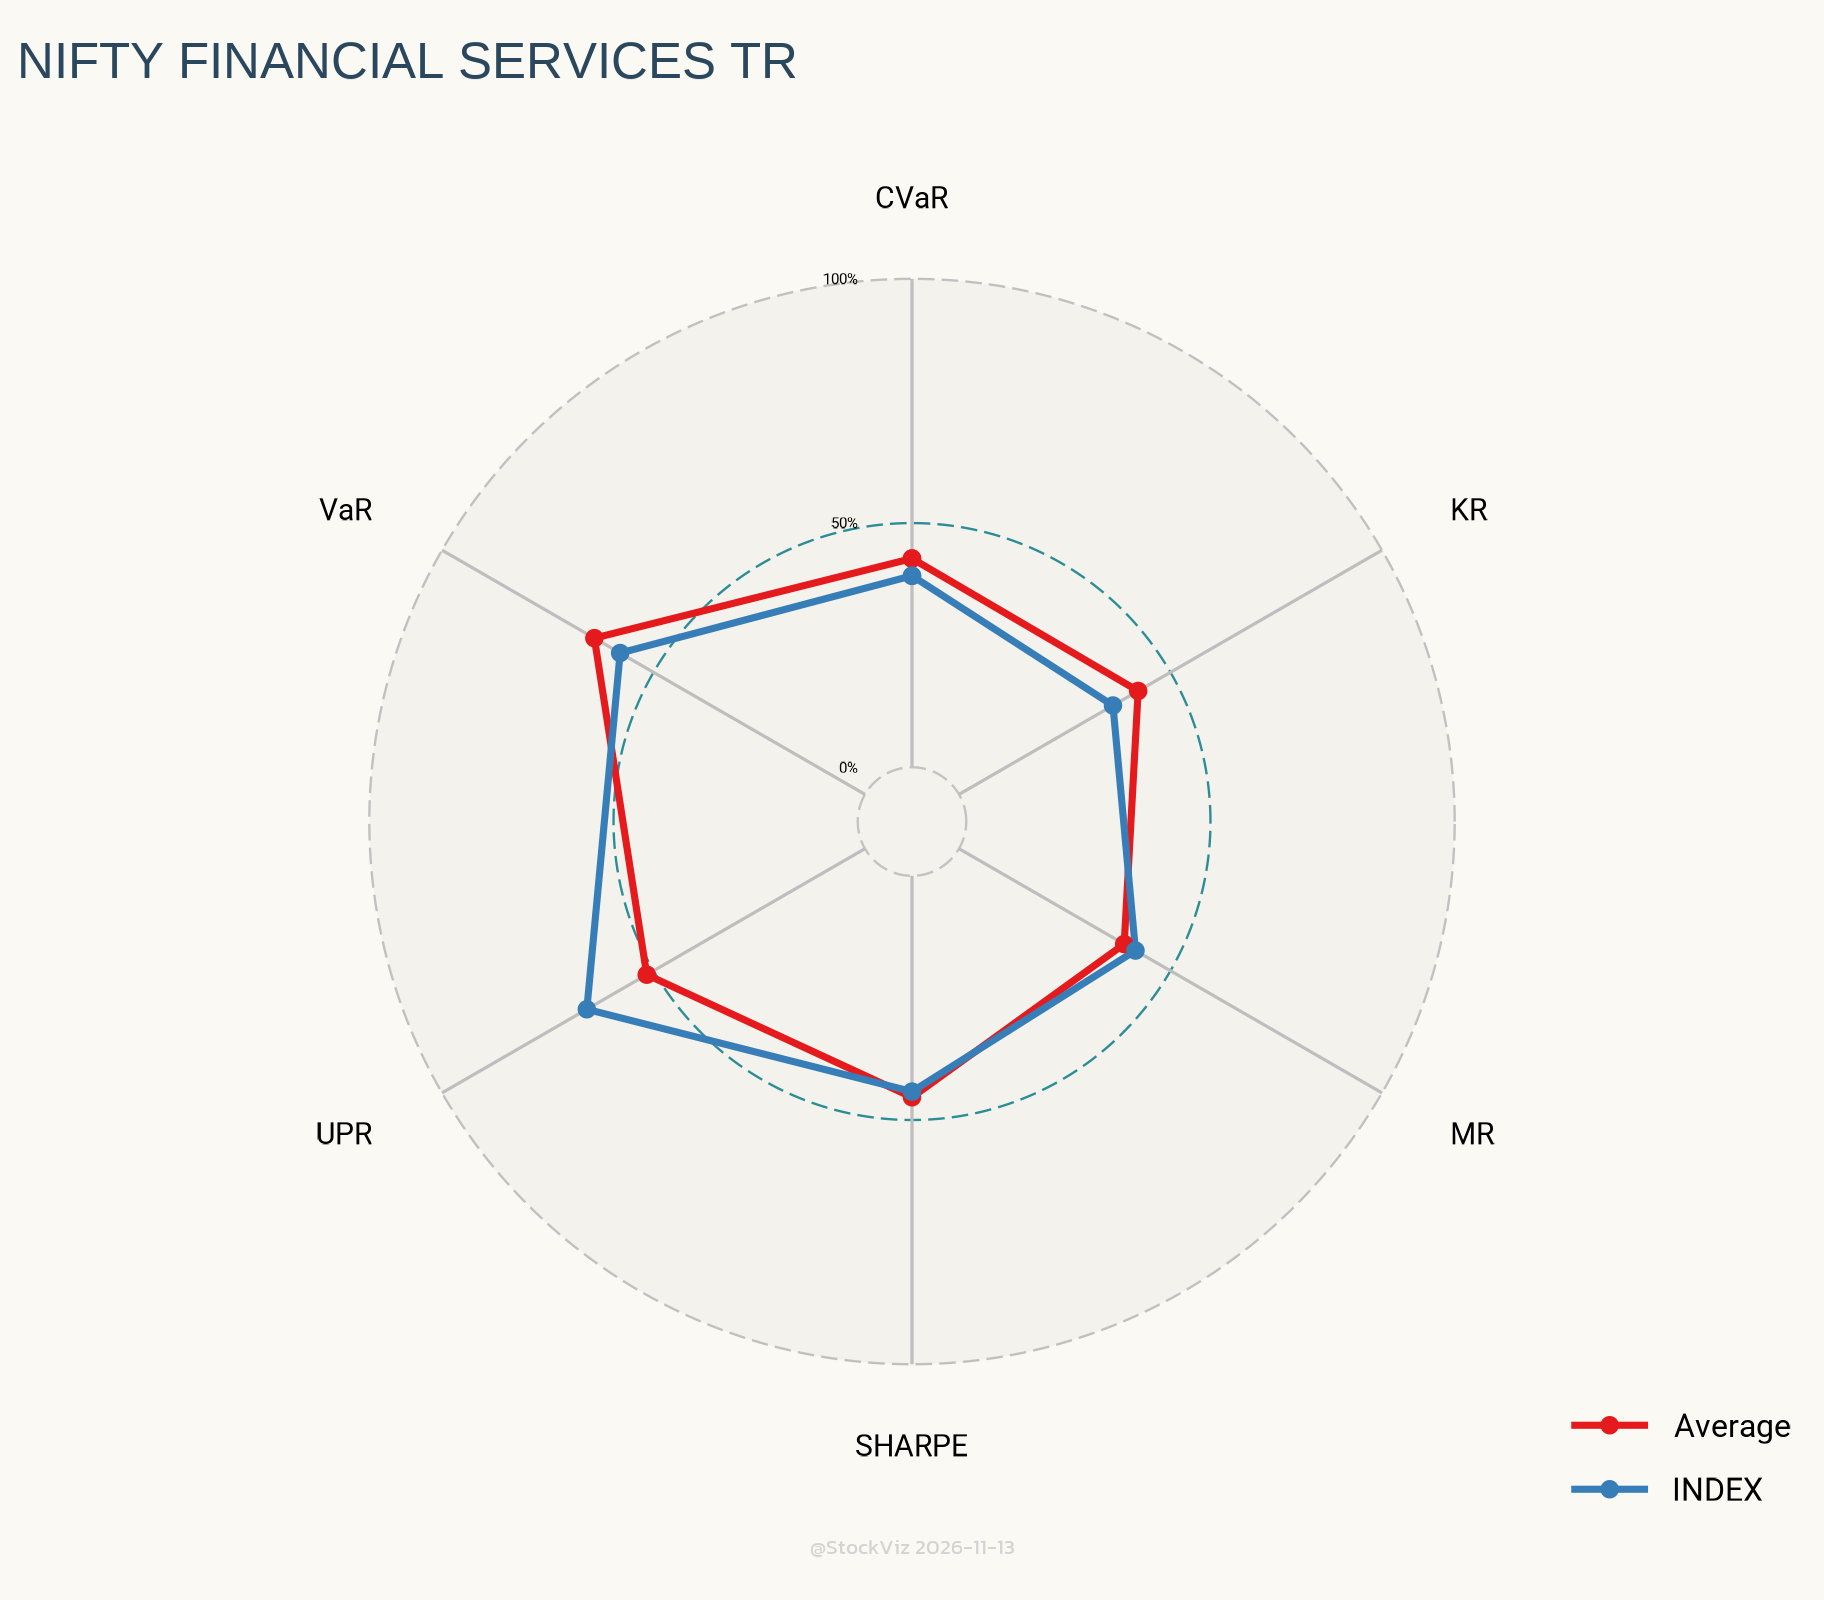 NIFTY FINANCIAL SERVICES TR
CVaR
100%
VaR
KR
50%
0%
UPR
MR
SHARPE
Average
INDEX
@StockViz 2026-11-13